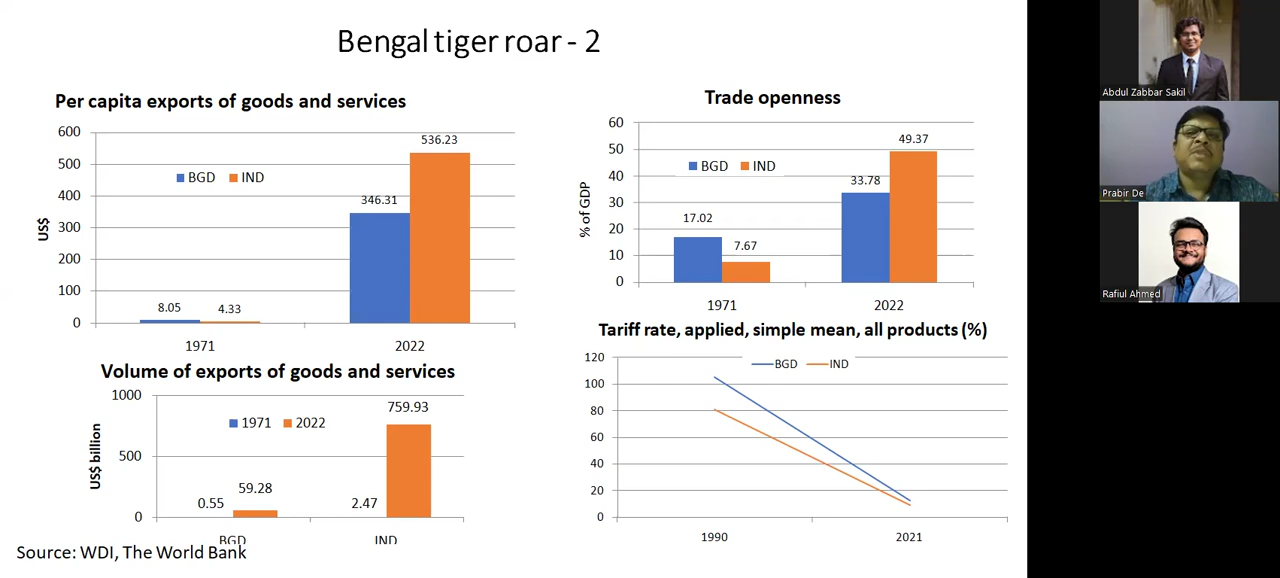 Bengal tiger roar - 2
Per capita exports of goods and services
US$
600
500
400
300
200
100
0
BGD IND
8.05
4.33
346.31
536.23
1971 2022
Volume of exports of goods and services
US$ billion
1000
500
0
1971 2022
0.55
59.28
2.47
759.93
BGD IND
Source: WDI, The World Bank
Trade openness
% of GDP
60
50
40
30
20
10
0
BGD IND
17.02
7.67
33.78
49.37
1971 2022
Tariff rate, applied, simple mean, all products (%)
120
100
80
60
40
20
0
BGD IND
1990 2021
Abdul Zabbar Sakil
Prabir De
Rafiul Ahmed